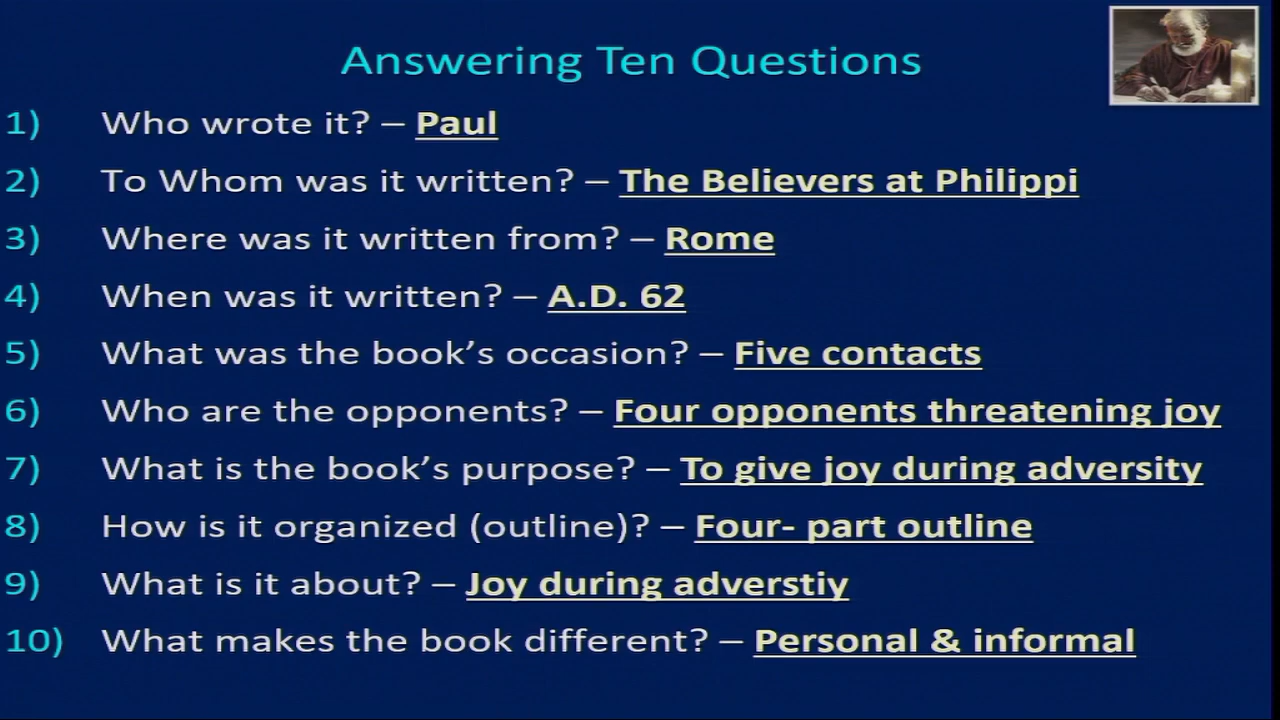 Answering Ten Questions
1) Who wrote it? – Paul
2) To Whom was it written? – The Believers at Philippi
3) Where was it written from? – Rome
4) When was it written? – A.D. 62
5) What was the book’s occasion? – Five contacts
6) Who are the opponents? – Four opponents threatening joy
7) What is the book’s purpose? – To give joy during adversity
8) How is it organized (outline)? – Four- part outline
9) What is it about? – Joy during adverstiy
10) What makes the book different? – Personal & informal